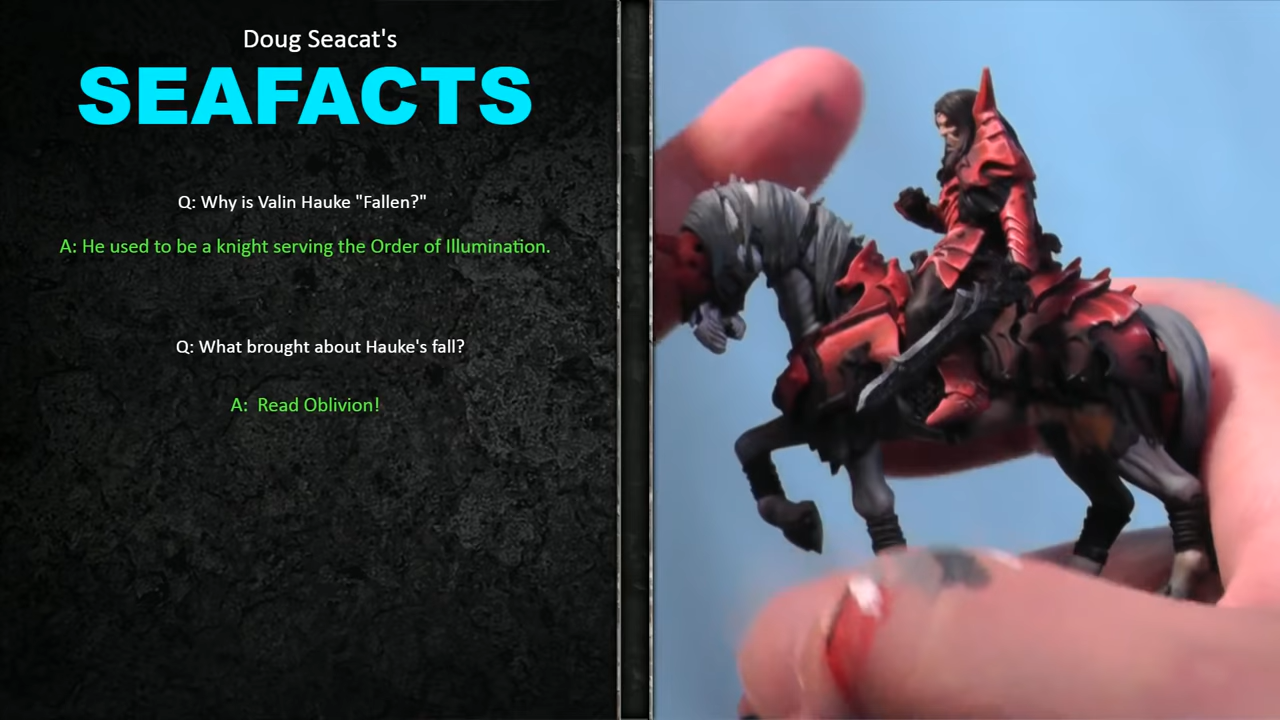 Doug Seacat's
SEAFACTS
Q: Why is Valin Hauke "Fallen?"
A: He used to be a knight serving the Order of Illumination.
Q: What brought about Hauke's fall?
A: Read Oblivion!